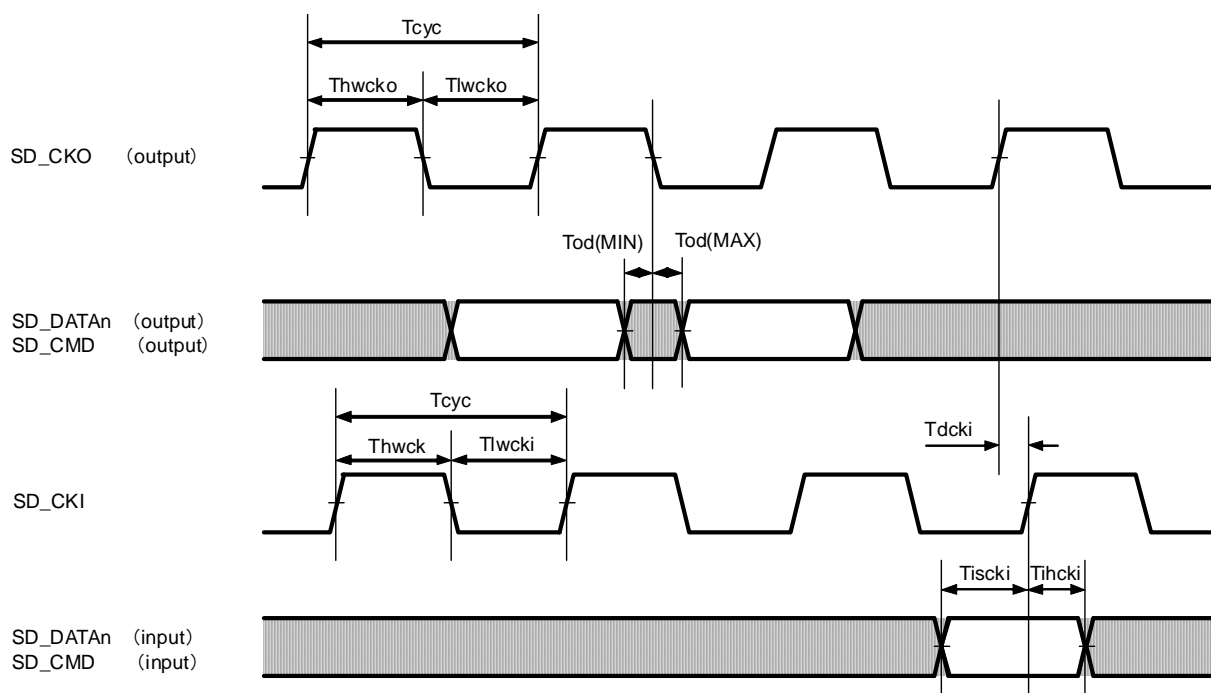 Tcyc
Thwcko Tlwcko
SD_CKO （output）
Tod(MIN) Tod(MAX)
SD_DATAn （output）
SD_CMD （output）
Tcyc
Thwck Tlwcki
Tdcki
SD_CKI
Tiscki Tihcki
SD_DATAn （input）
SD_CMD （input）